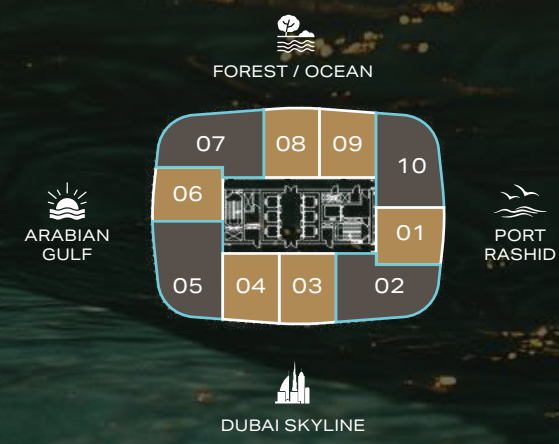 FOREST / OCEAN
07
08
09
10
06
ARABIAN
GULF
01
PORT
RASHID
05
04
03
02
DUBAI SKYLINE